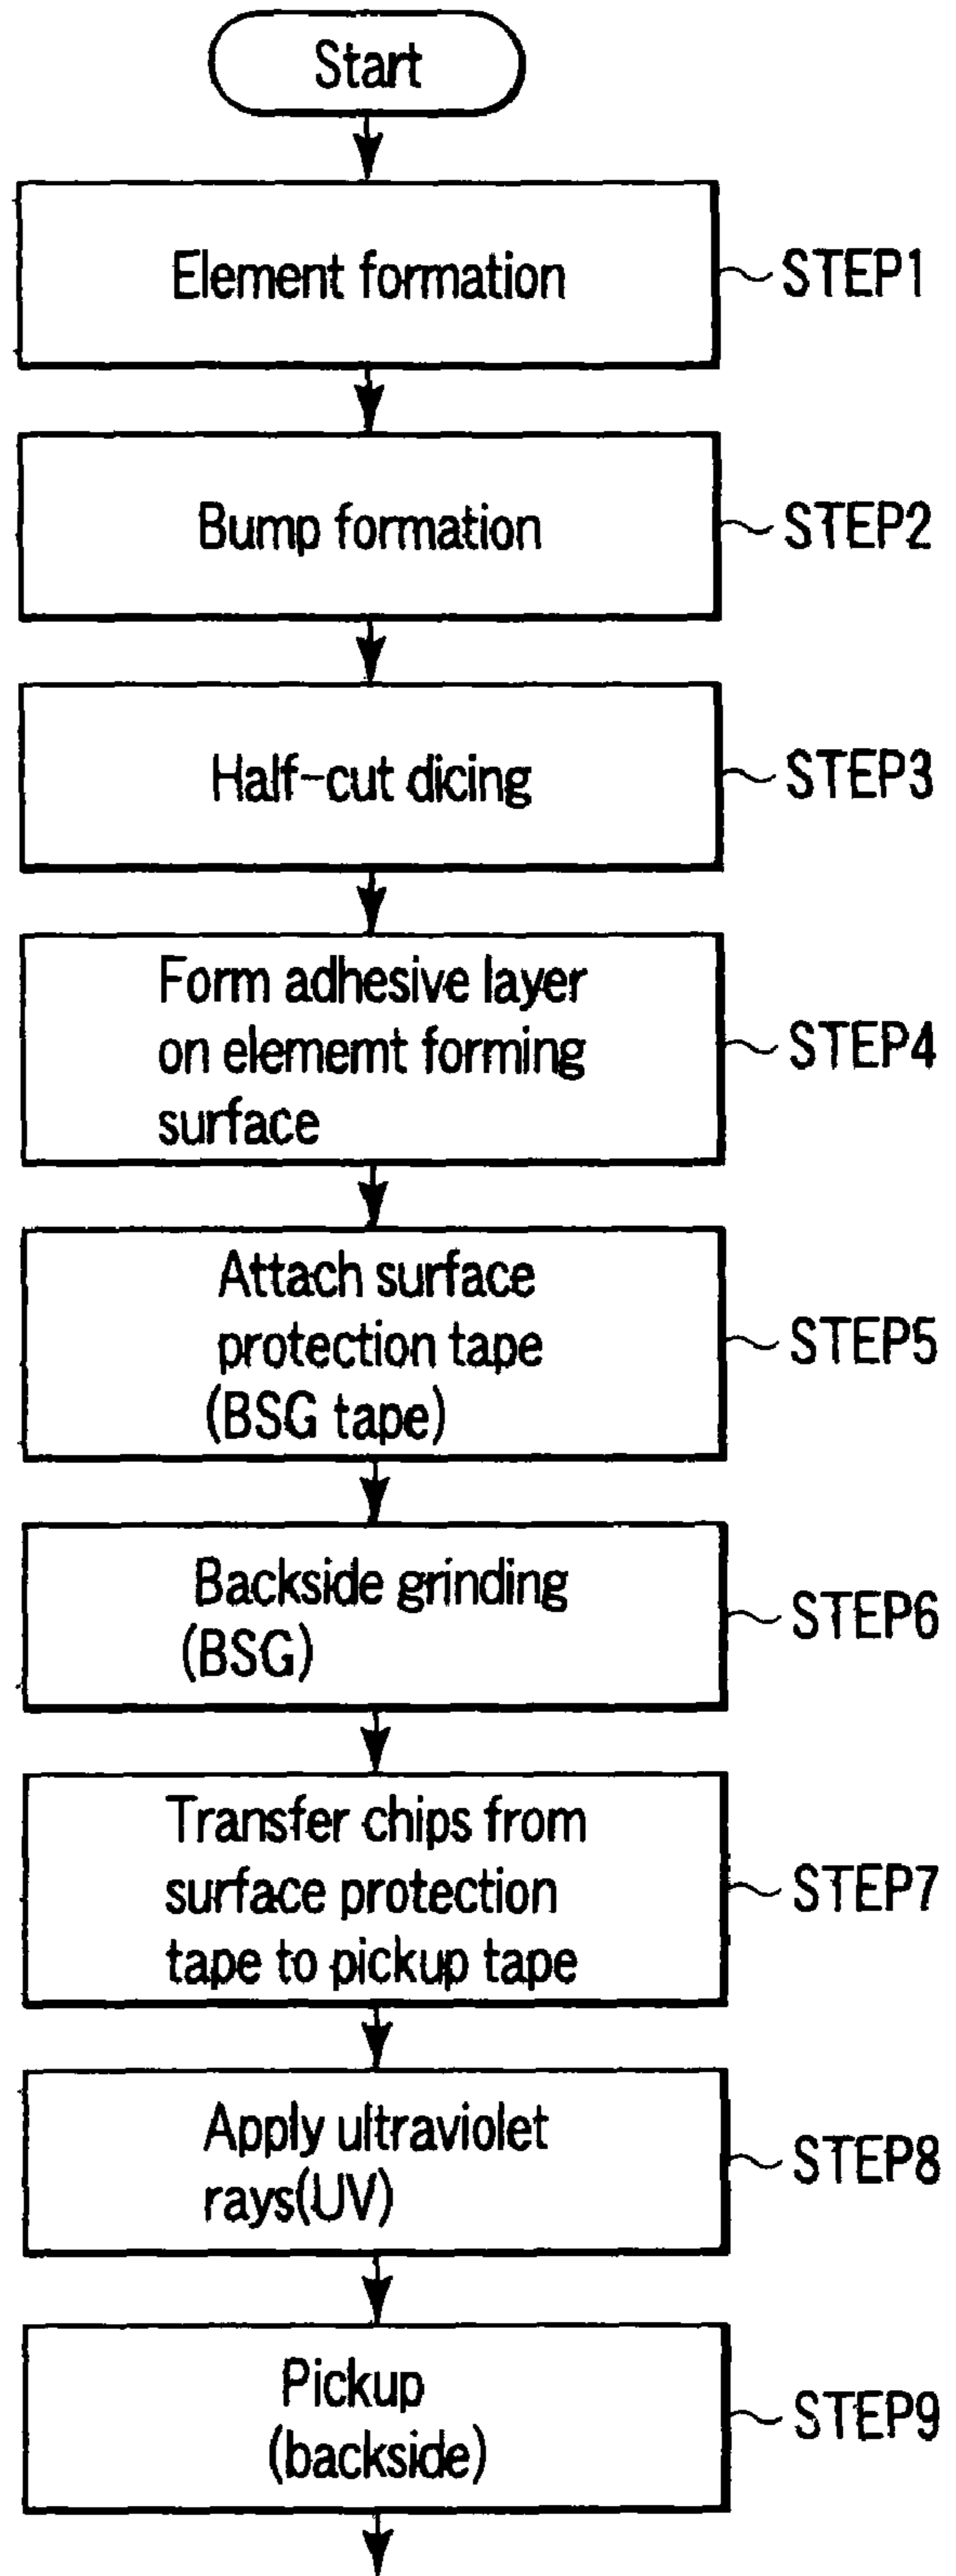 Start
Element formation
STEP1
Bump formation
STEP2
Half-cut dicing
STEP3
Form adhesive layer
on elememt forming
surface
STEP4
Attach surface
protection tape
(BSG tape)
STEP5
Backside grinding
(BSG)
STEP6
Transfer chips from
surface protection
tape to pickup tape
STEP7
Apply ultraviolet
rays(UV)
STEP8
Pickup
(backside)
STEP9